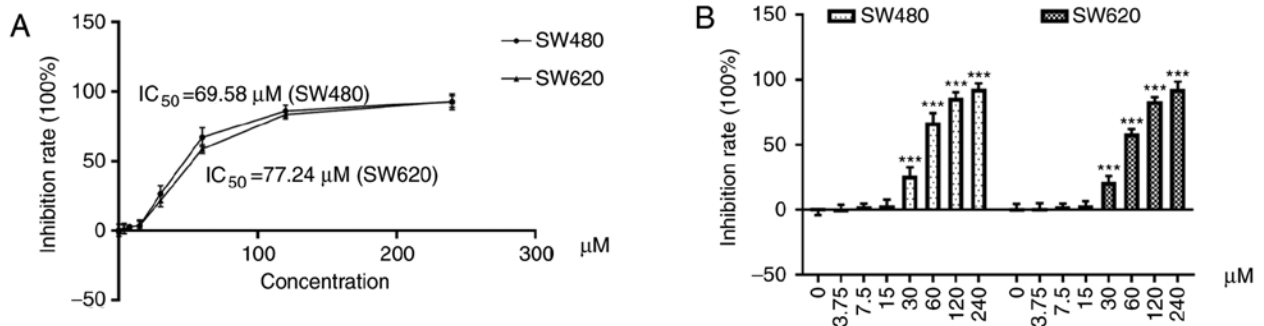 A
Inhibition rate (100%)
150
100
50
0
−50
SW480
SW620
IC50=69.58 μM (SW480)
IC50=77.24 μM (SW620)
100
200
300
μM
Concentration
B
Inhibition rate (100%)
150
100
50
0
−50
SW480
SW620
***
***
***
***
***
***
***
***
0
3.75
7.5
15
30
60
120
240
0
3.75
7.5
15
30
60
120
240
μM